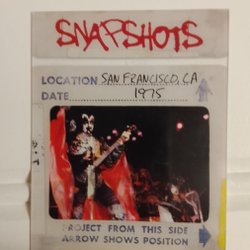 SNAPSHOTS
LOCATION SAN FRANCISCO, CA
DATE 1975
PROJECT FROM THIS SIDE
ARROW SHOWS POSITION